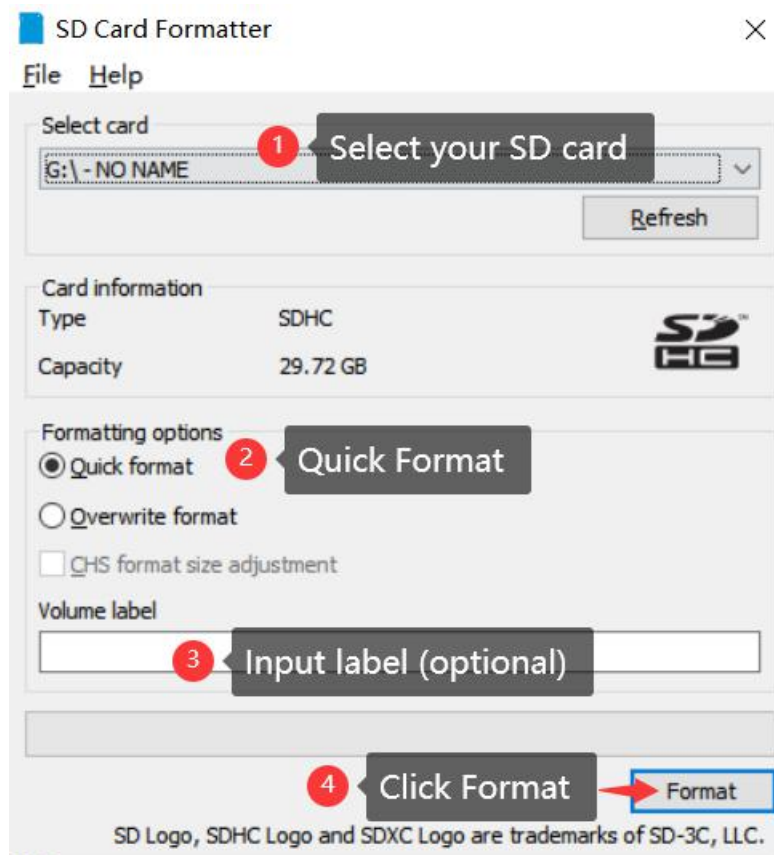 SD Card Formatter
File Help
Select card
1 Select your SD card
G:\ - NO NAME
Refresh
Card information
Type SDHC
Capacity 29.72 GB
SD HC ™
Formatting options
Quick format
2 Quick Format
Overwrite format
CHS format size adjustment
Volume label
3 Input label (optional)
4 Click Format
Format
SD Logo, SDHC Logo and SDXC Logo are trademarks of SD-3C, LLC.